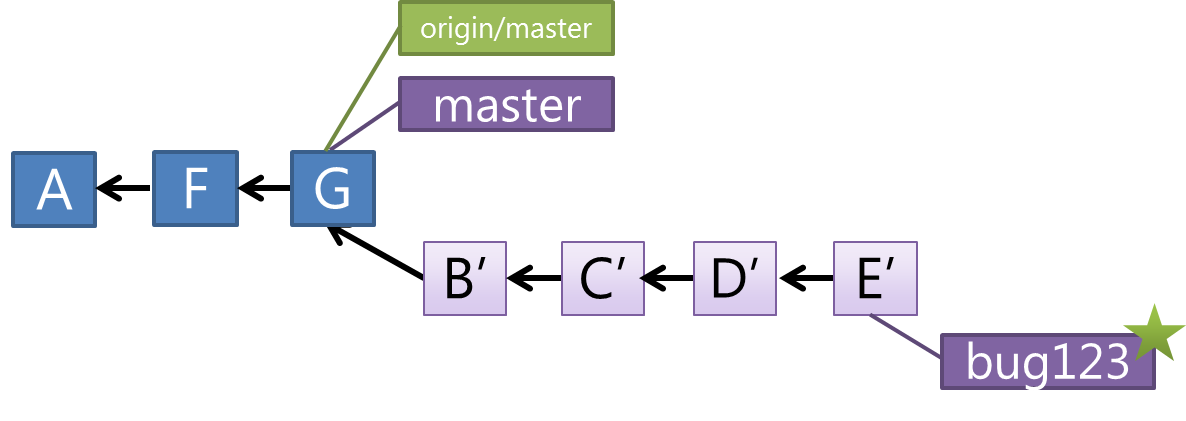 origin/master
master
A
F
G
B′
C′
D′
E′
bug123